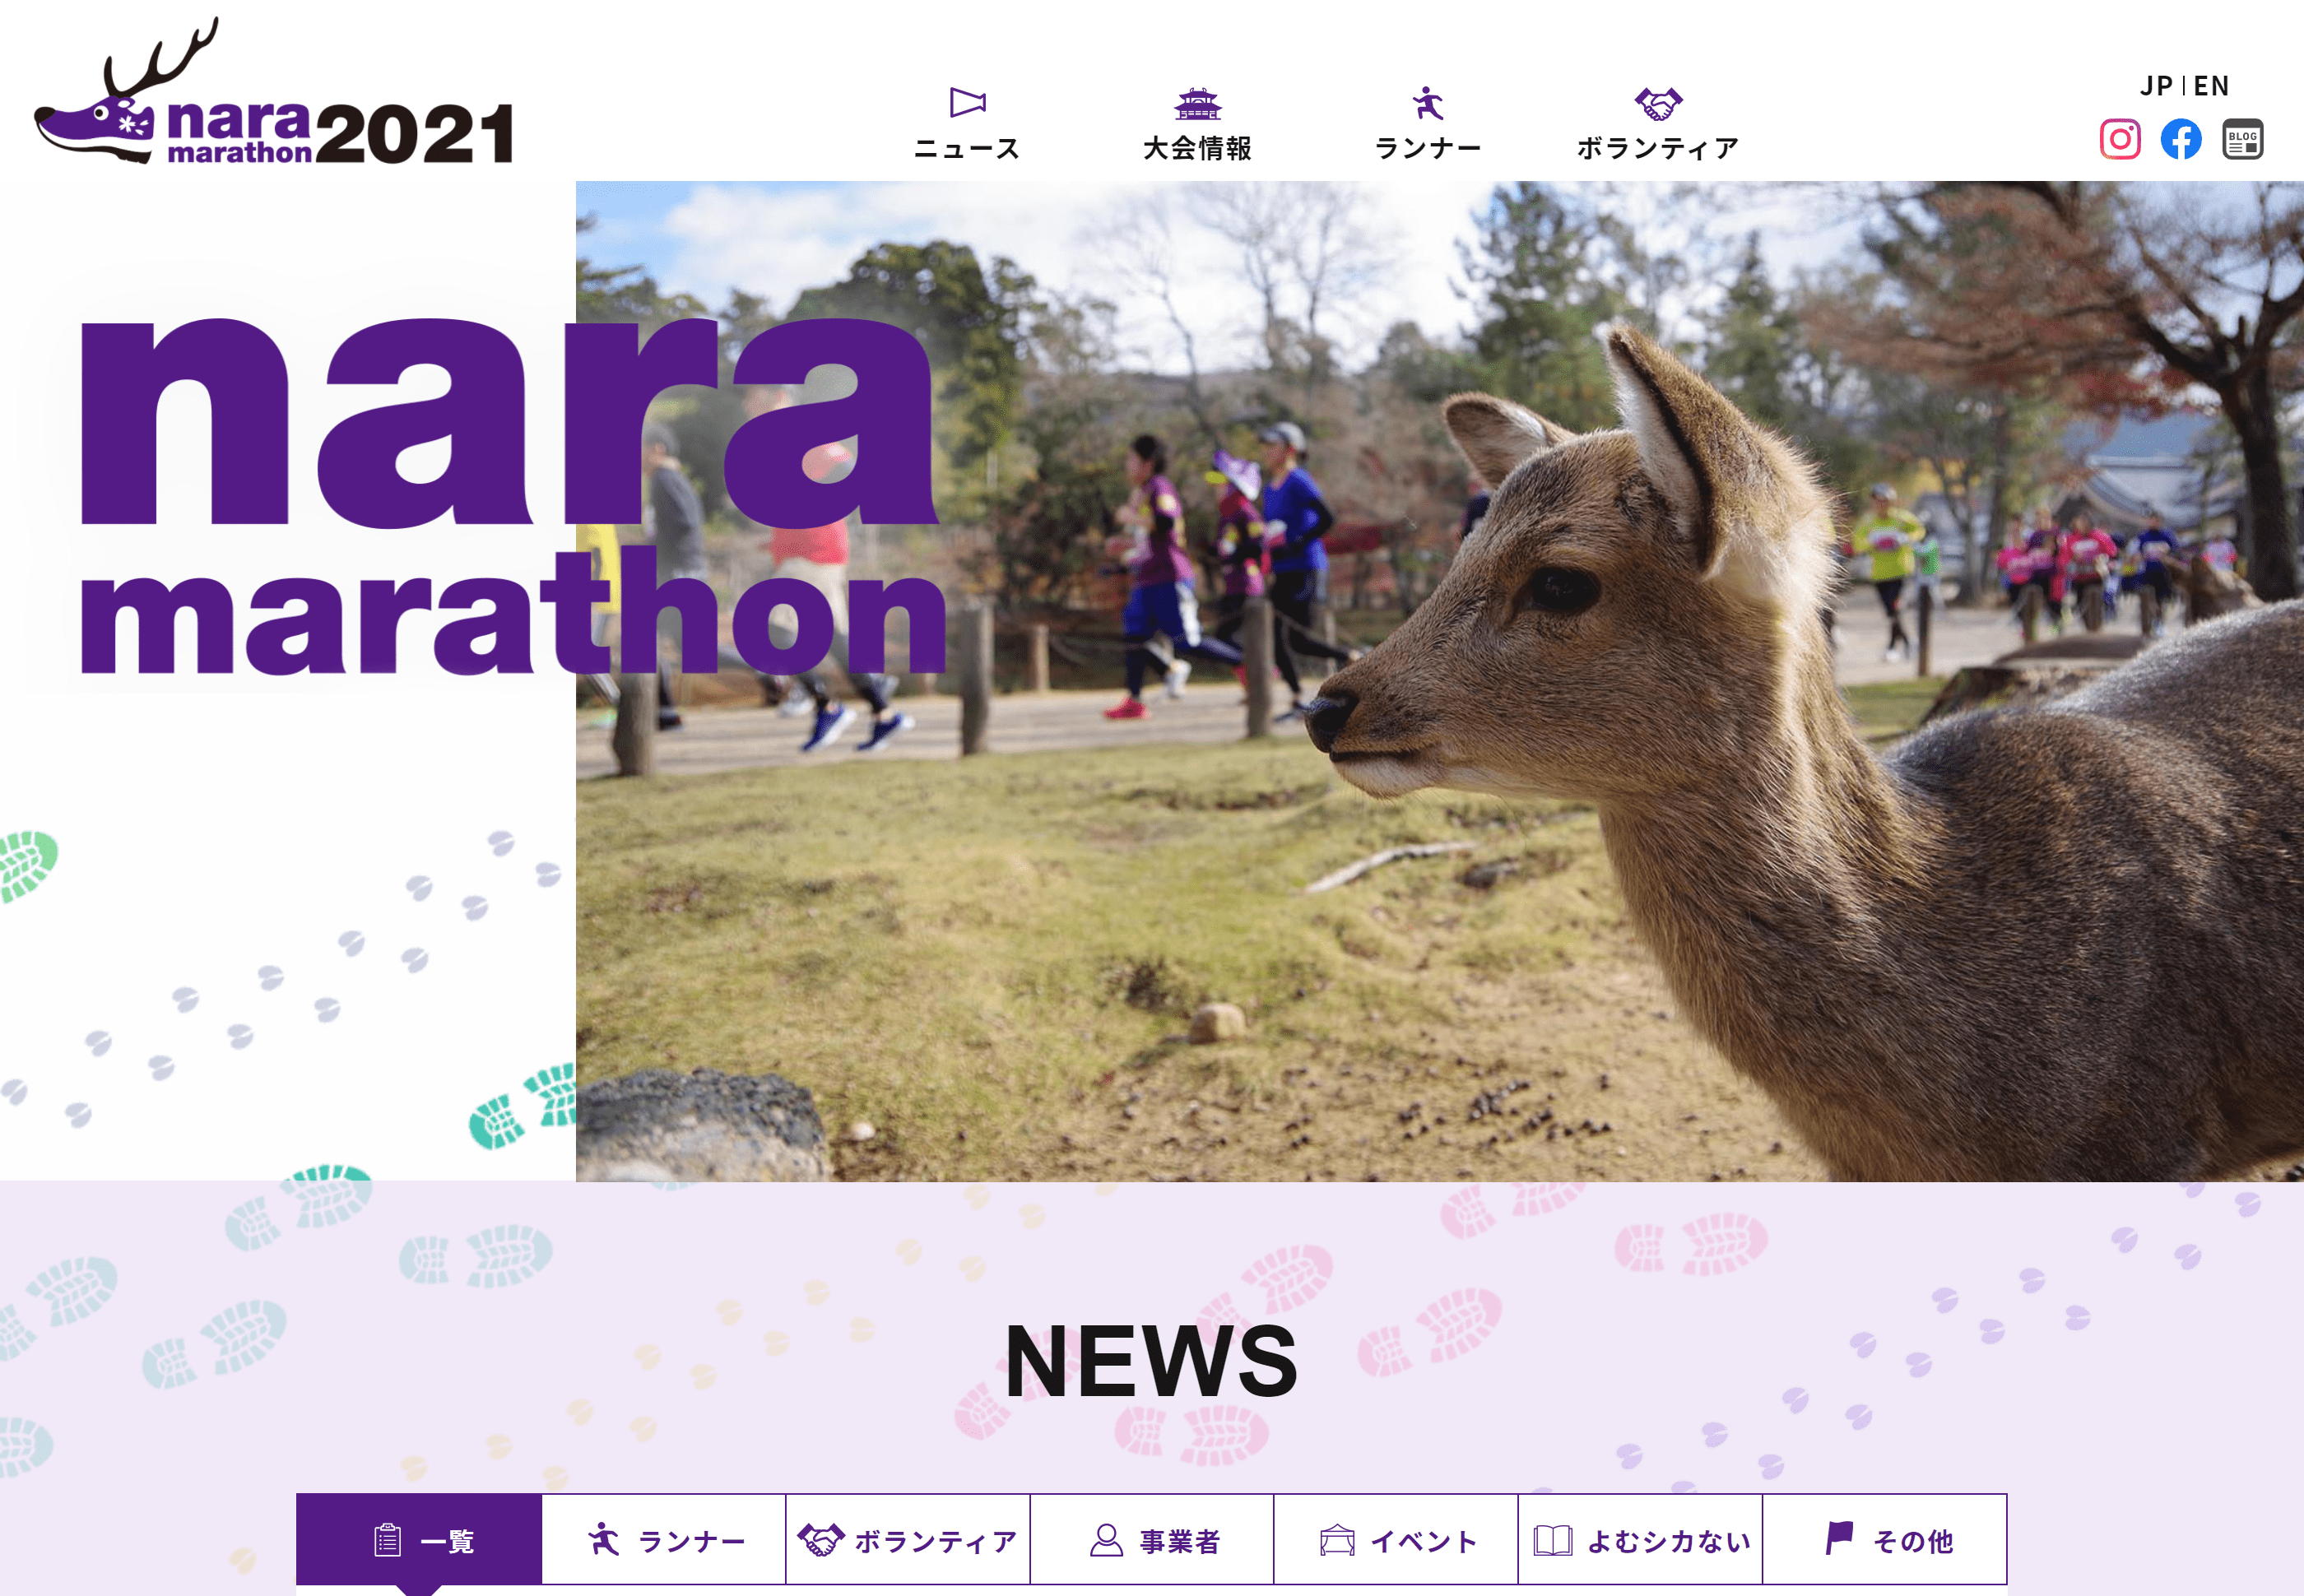 nara
marathon 2021
ニュース
大会情報
ランナー
ボランティア
JP | EN
BLOG
nara
marathon
NEWS
一覧
ランナー
ボランティア
事業者
イベント
よむシカない
その他